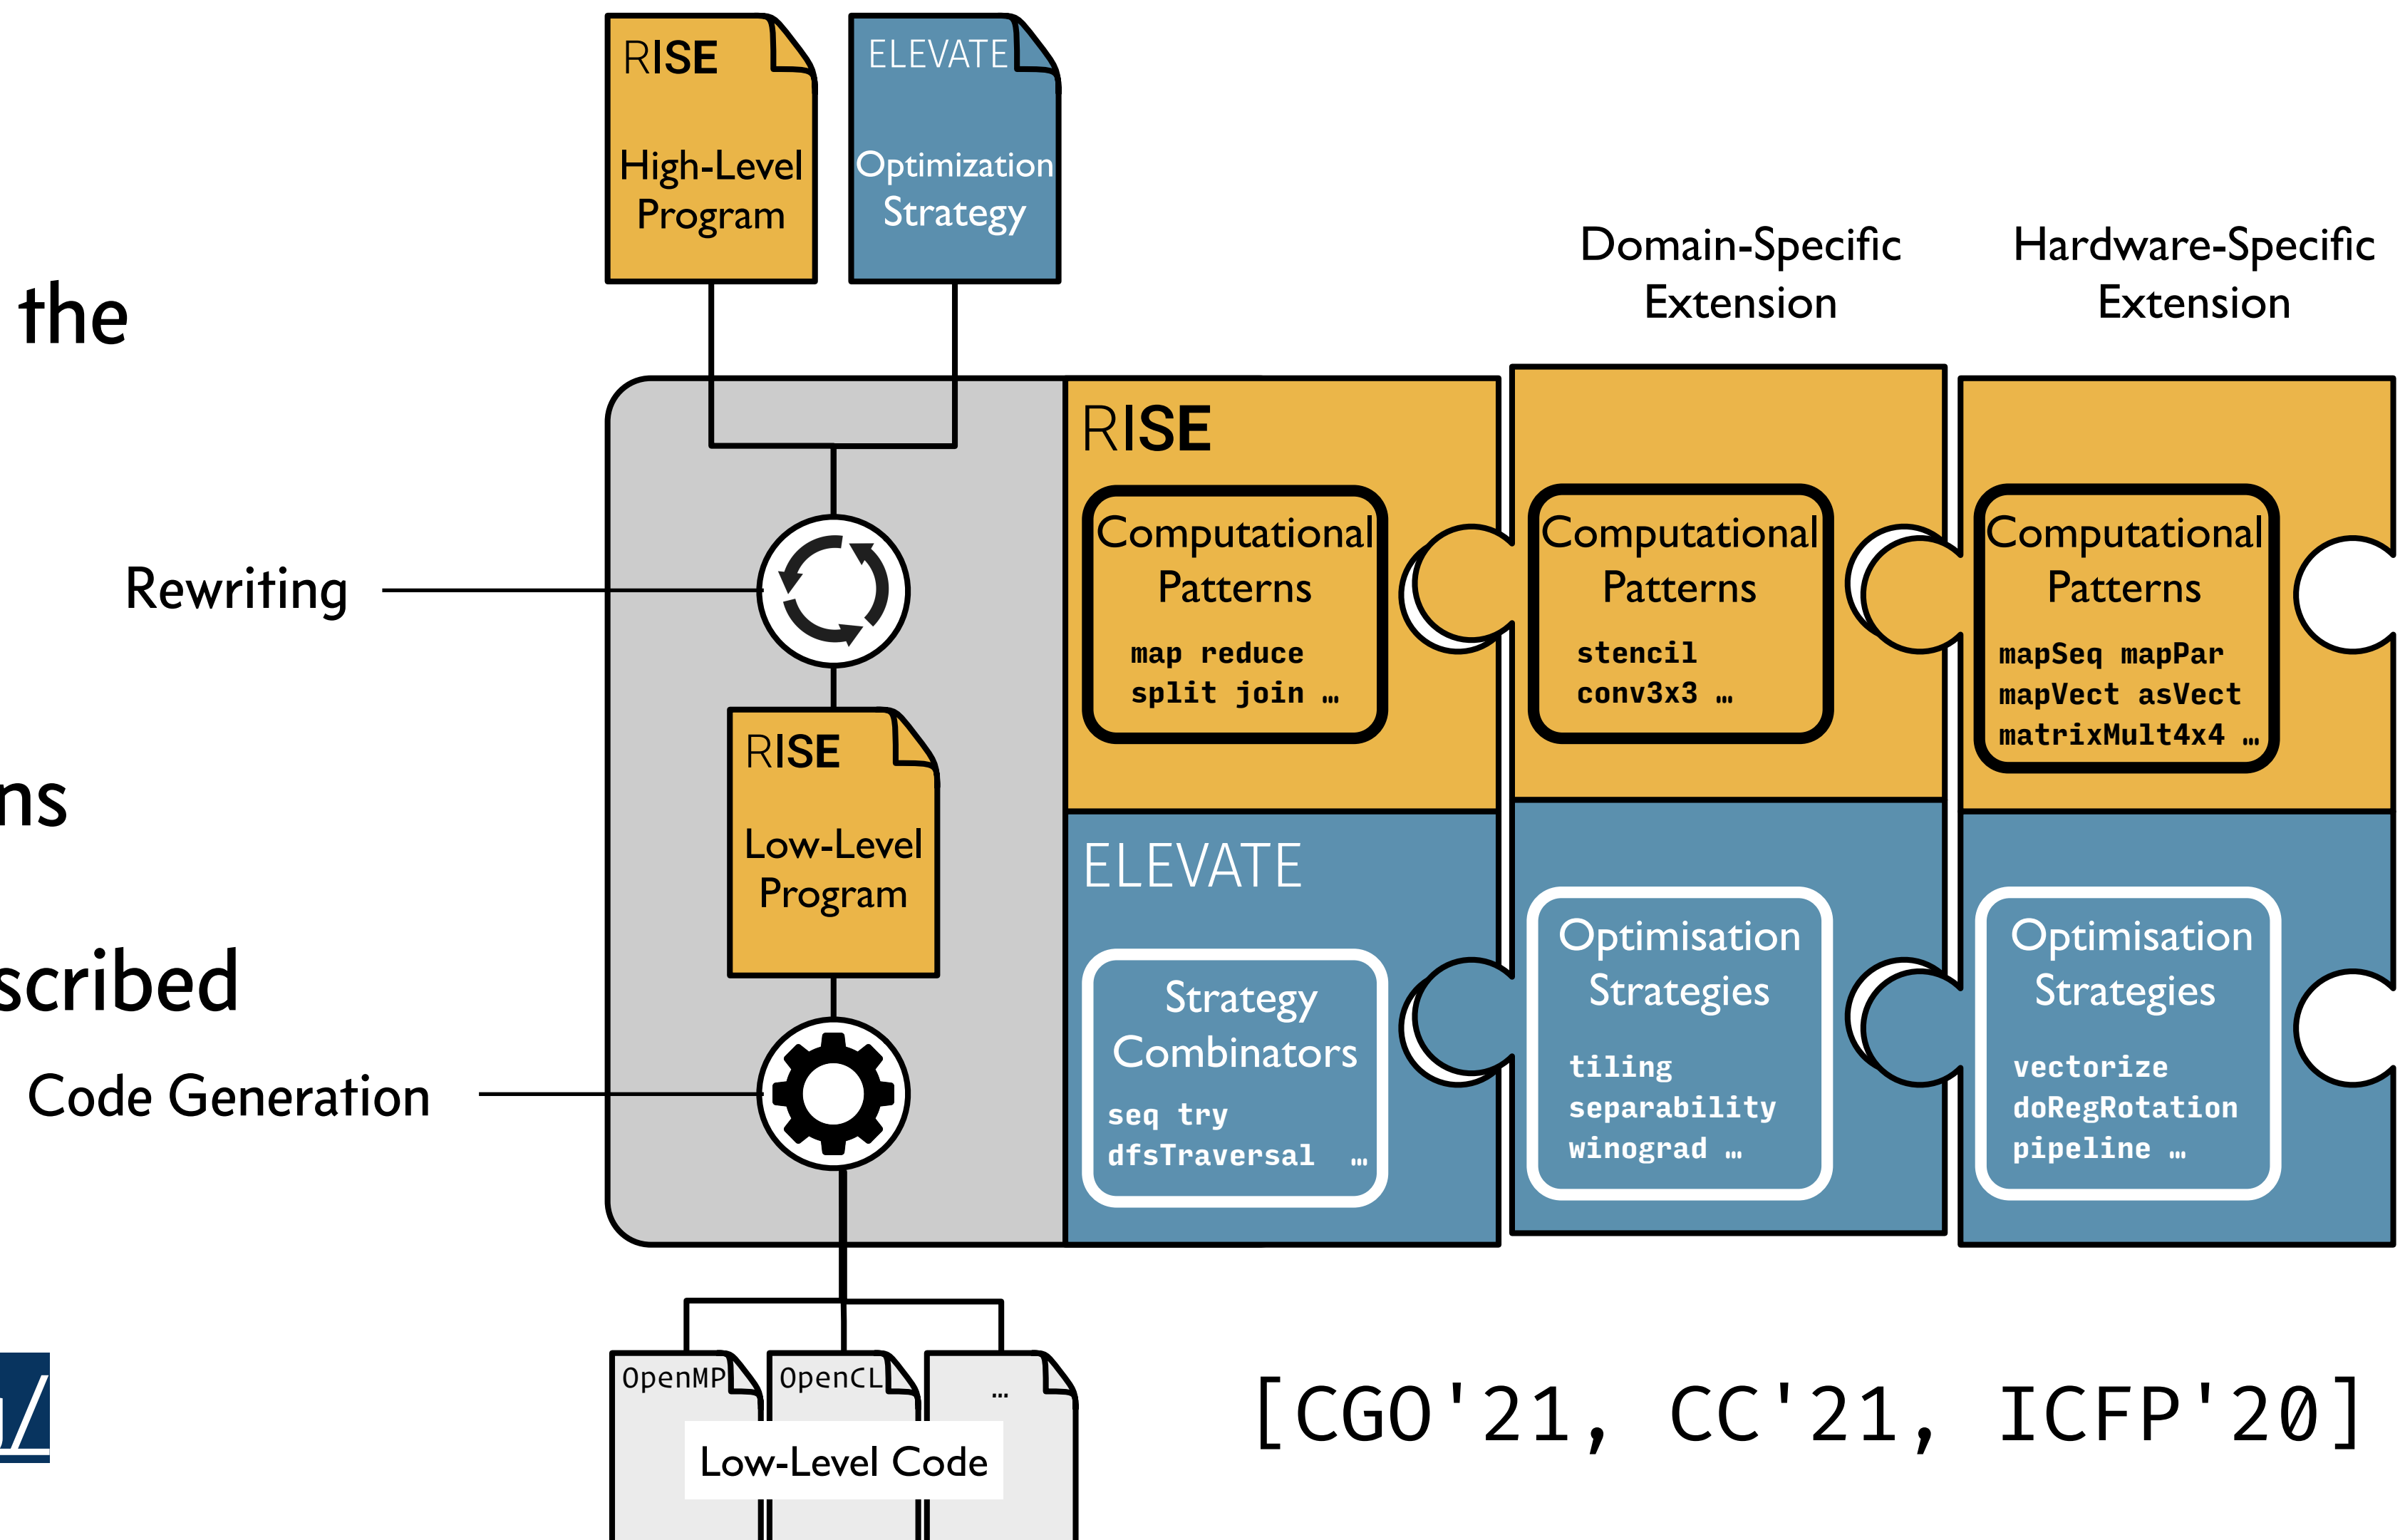 RISE
High-Level
Program
ELEVATE
Optimization
Strategy
Domain-Specific
Extension
Hardware-Specific
Extension
the
Rewriting
scribed
Code Generation
RISE
Low-Level
Program
RISE
Computational
Patterns
map reduce
split join …
Computational
Patterns
stencil
conv3x3 …
Computational
Patterns
mapSeq mapPar
mapVect asVect
matrixMult4x4 …
ELEVATE
Strategy
Combinators
seq try
dfsTraversal …
Optimisation
Strategies
tiling
separability
winograd …
Optimisation
Strategies
vectorize
doRegRotation
pipeline …
OpenMP
OpenCL
…
Low-Level Code
[CGO'21, CC'21, ICFP'20]